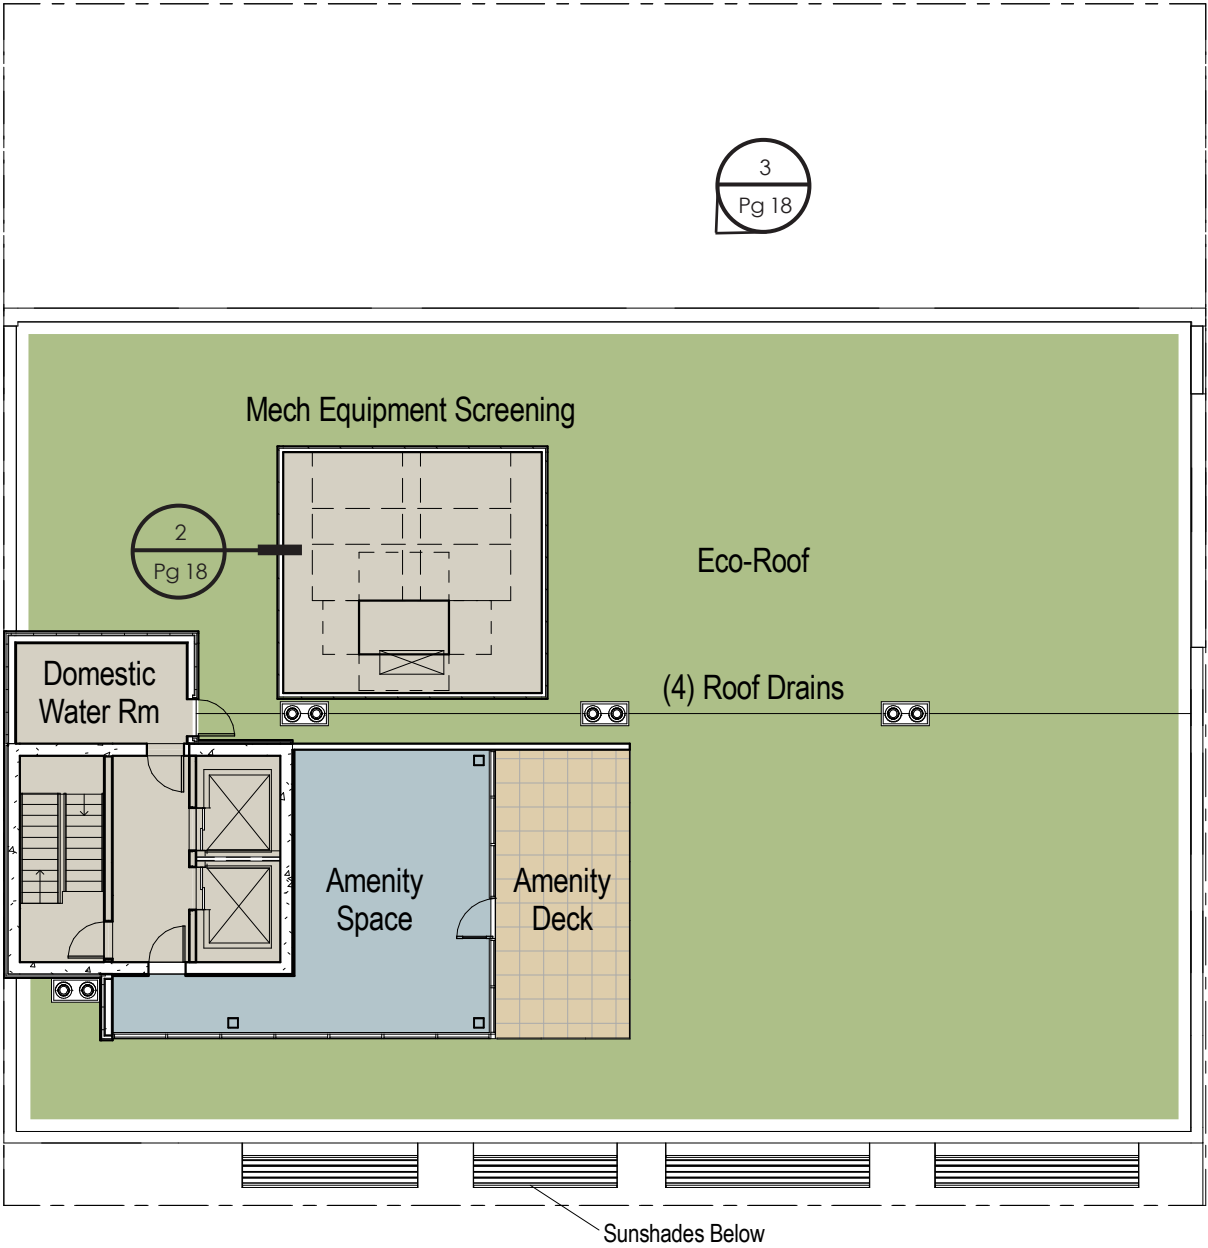 3
Pg 18
Mech Equipment Screening
2
Pg 18
Eco-Roof
Domestic
Water Rm
(4) Roof Drains
Amenity
Space
Amenity
Deck
Sunshades Below